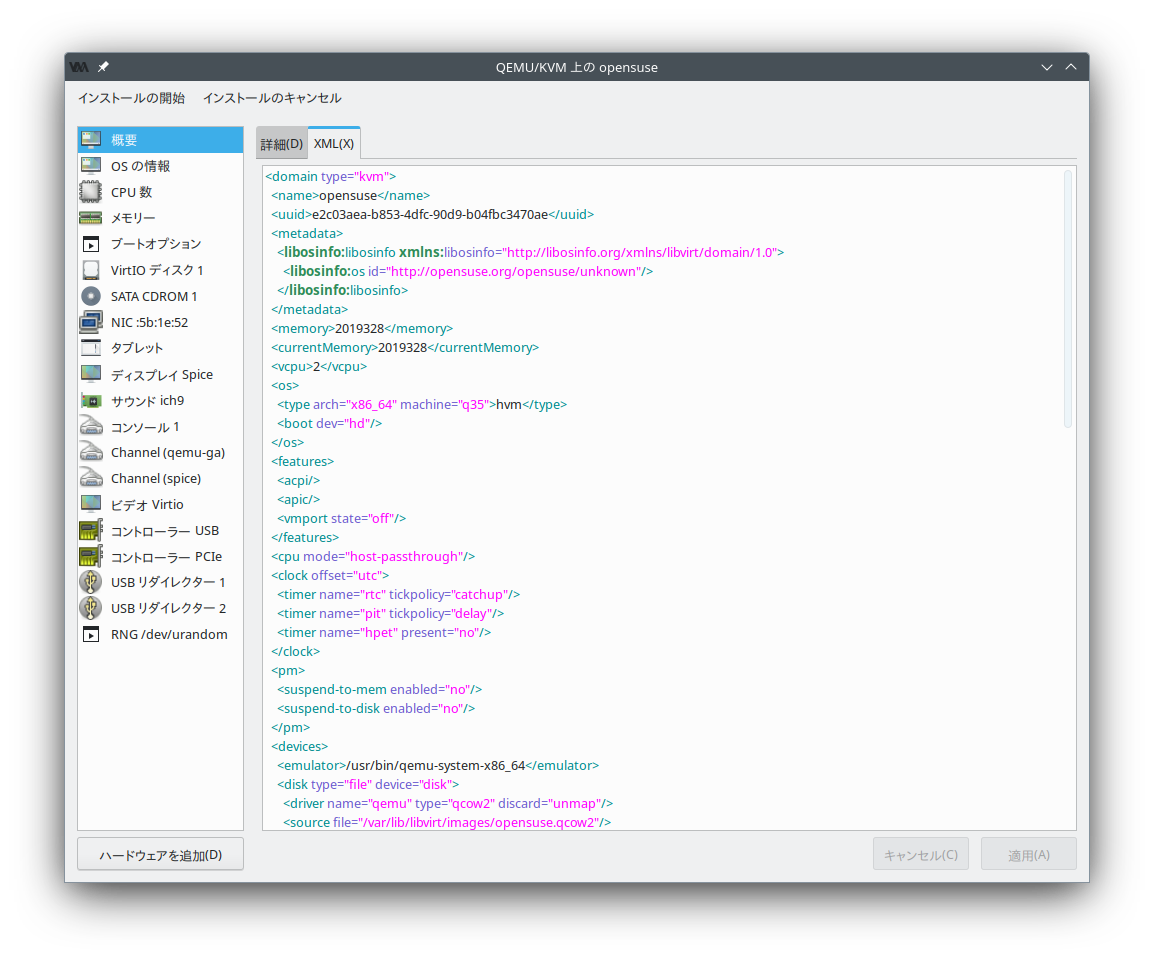 QEMU/KVM 上の opensuse
インストールの開始 インストールのキャンセル
概要
OS の情報
CPU 数
メモリー
ブートオプション
VirtIO ディスク 1
SATA CDROM 1
NIC :5b:1e:52
タブレット
ディスプレイ Spice
サウンド ich9
コンソール 1
Channel (qemu-ga)
Channel (spice)
ビデオ Virtio
コントローラー USB
コントローラー PCIe
USB リダイレクター 1
USB リダイレクター 2
RNG /dev/urandom
ハードウェアを追加(D)
詳細(D) XML(X)
<domain type="kvm">
<name>opensuse</name>
<uuid>e2c03aea-b853-4dfc-90d9-b04fbc3470ae</uuid>
<metadata>
<libosinfo:libosinfo xmlns:libosinfo="http://libosinfo.org/xmlns/libvirt/domain/1.0">
<libosinfo:os id="http://opensuse.org/opensuse/unknown"/>
</libosinfo:libosinfo>
</metadata>
<memory>2019328</memory>
<currentMemory>2019328</currentMemory>
<vcpu>2</vcpu>
<os>
<type arch="x86_64" machine="q35">hvm</type>
<boot dev="hd"/>
</os>
<features>
<acpi/>
<apic/>
<vmport state="off"/>
</features>
<cpu mode="host-passthrough"/>
<clock offset="utc">
<timer name="rtc" tickpolicy="catchup"/>
<timer name="pit" tickpolicy="delay"/>
<timer name="hpet" present="no"/>
</clock>
<pm>
<suspend-to-mem enabled="no"/>
<suspend-to-disk enabled="no"/>
</pm>
<devices>
<emulator>/usr/bin/qemu-system-x86_64</emulator>
<disk type="file" device="disk">
<driver name="qemu" type="qcow2" discard="unmap"/>
<source file="/var/lib/libvirt/images/opensuse.qcow2"/>
キャンセル(C) 適用(A)